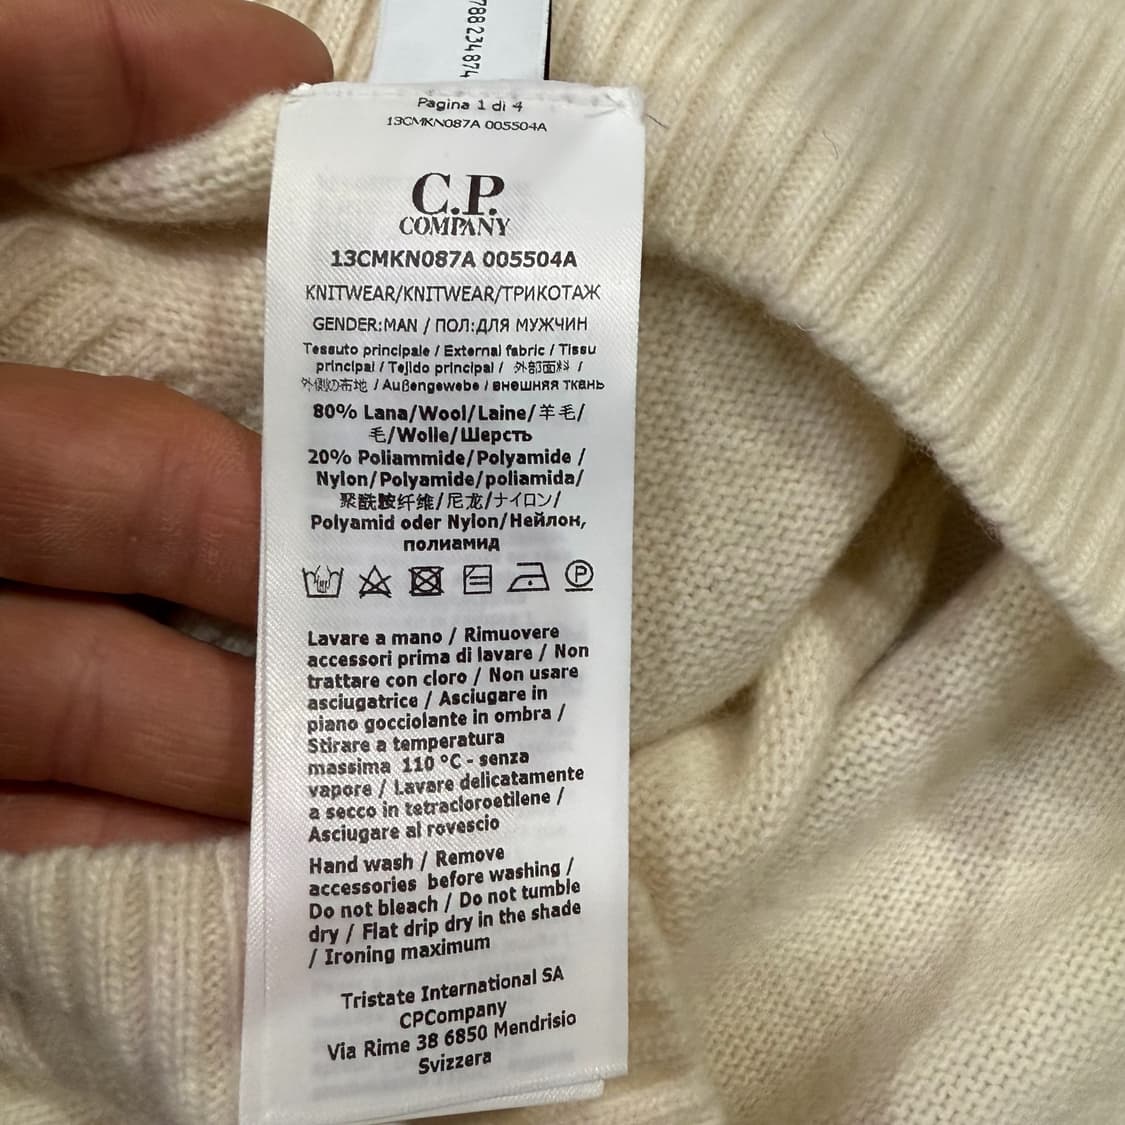 788234874
Pagina 1 di 4
13CMKN087A 005504A
C.P.
COMPANY
13CMKN087A 005504A
KNITWEAR/KNITWEAR/ТРИКОТАЖ
GENDER:MAN / ПОЛ:ДЛЯ МУЖЧИН
Tessuto principale / External fabric / Tissu
principal / Tejido principal / 外部面料 /
外側の布地 / Außengewebe / внешняя ткань
80% Lana/Wool/Laine/羊毛/
毛/Wolle/Шерсть
20% Poliammide/Polyamide /
Nylon/Polyamide/poliamida/
聚酰胺纤维/尼龙/ナイロン/
Polyamid oder Nylon/Нейлон,
полиамид
P
Lavare a mano / Rimuovere
accessori prima di lavare / Non
trattare con cloro / Non usare
asciugatrice / Asciugare in
piano gocciolante in ombra /
Stirare a temperatura
massima 110 °C - senza
vapore / Lavare delicatamente
a secco in tetracloroetilene /
Asciugare al rovescio
Hand wash / Remove
accessories before washing /
Do not bleach / Do not tumble
dry / Flat drip dry in the shade
/ Ironing maximum
Tristate International SA
CPCompany
Via Rime 38 6850 Mendrisio
Svizzera